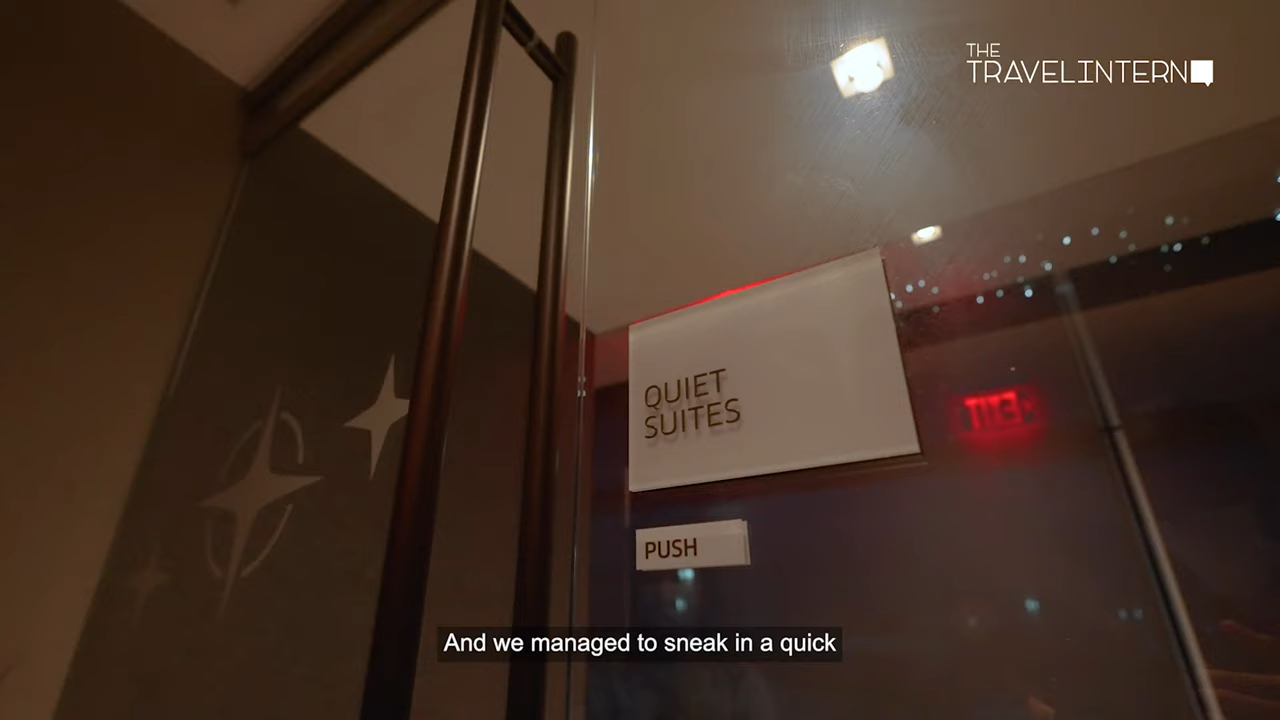 THE
TRAVELINTERN
QUIET
SUITES
PUSH
And we managed to sneak in a quick